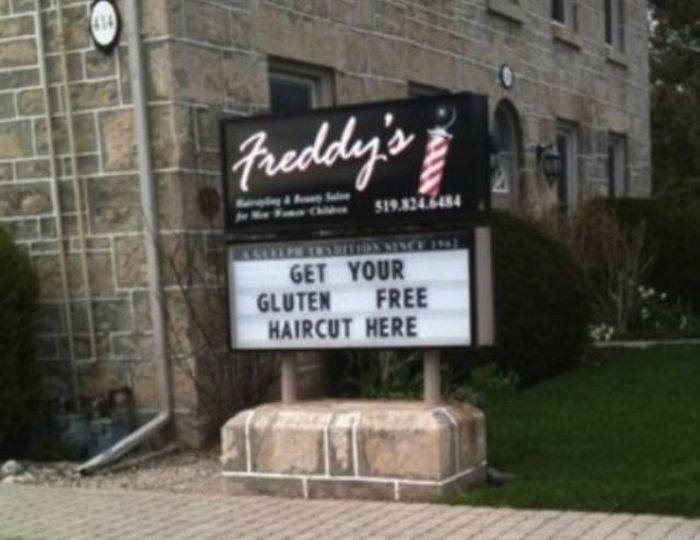 414
Freddy's
Hairstyling & Beauty Salon
for Men Women Children
519.824.6484
A GUELPH TRADITION SINCE 1962
GET YOUR
GLUTEN FREE
HAIRCUT HERE